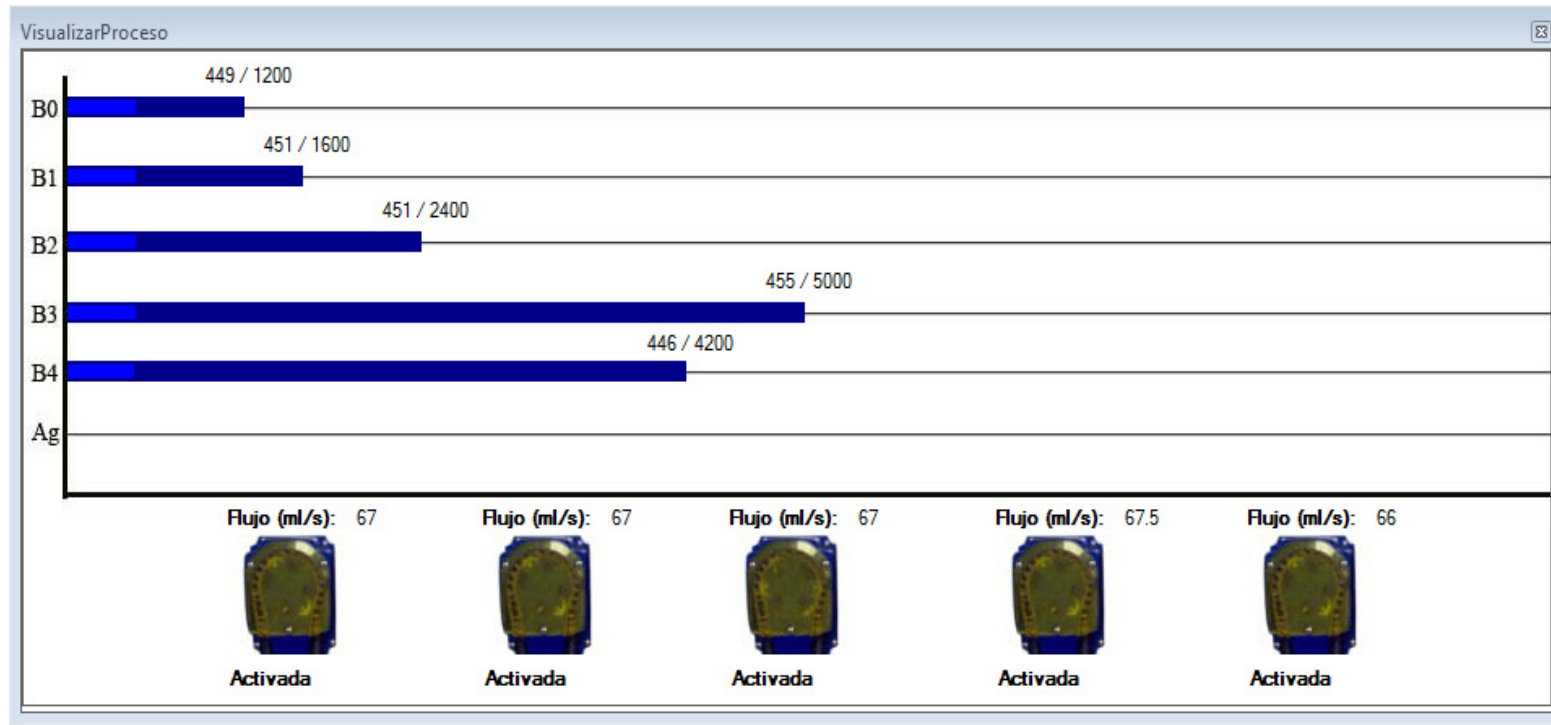 VisualizarProceso
449 / 1200
B0
451 / 1600
B1
451 / 2400
B2
455 / 5000
B3
446 / 4200
B4
Ag
Flujo (ml/s): 67 Flujo (ml/s): 67 Flujo (ml/s): 67 Flujo (ml/s): 67.5 Flujo (ml/s): 66
Activada Activada Activada Activada Activada